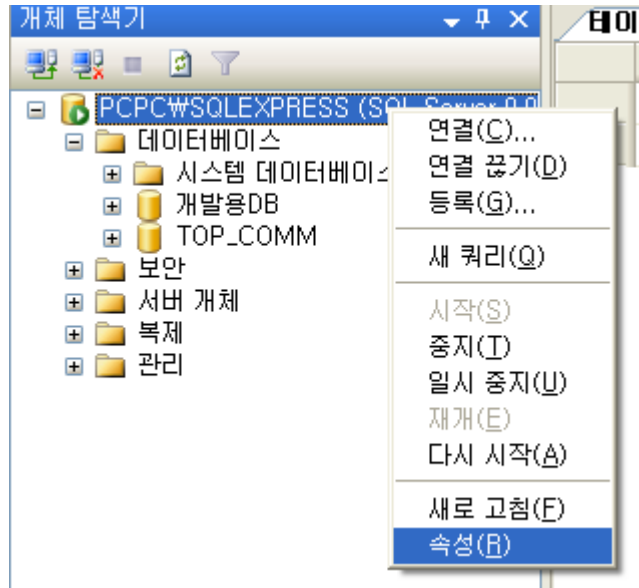 개체 탐색기
테이
PCPC₩SQLEXPRESS (SQL Server 9.0
데이터베이스
시스템 데이터베이스
개발용DB
TOP_COMM
보안
서버 개체
복제
관리
연결(C)...
연결 끊기(D)
등록(G)...
새 쿼리(Q)
시작(S)
중지(T)
일시 중지(U)
재개(E)
다시 시작(A)
새로 고침(F)
속성(R)